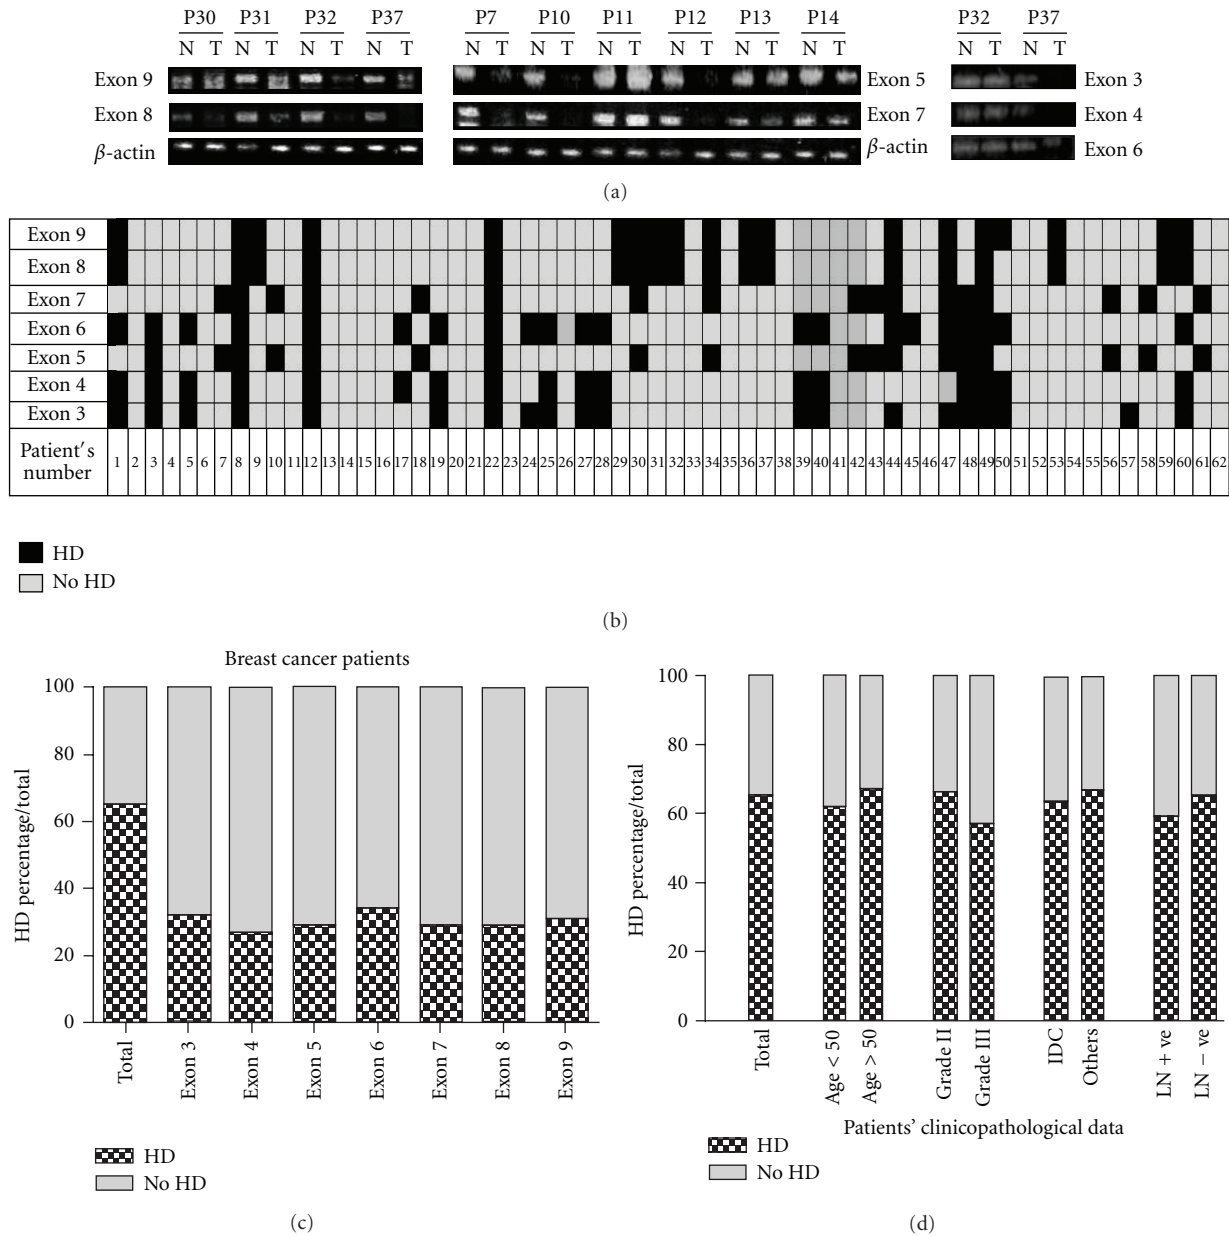 P30 P31 P32 P37 P7 P10 P11 P12 P13 P14 P32 P37
N T N T N T N T N T N T N T N T N T N T N T N T
Exon 9 Exon 5 Exon 3
Exon 8 Exon 7 Exon 4
β-actin β-actin Exon 6
(a)
Exon 9
Exon 8
Exon 7
Exon 6
Exon 5
Exon 4
Exon 3
Patient's number 1 2 3 4 5 6 7 8 9 10 11 12 13 14 15 16 17 18 19 20 21 22 23 24 25 26 27 28 29 30 31 32 33 34 35 36 37 38 39 40 41 42 43 44 45 46 47 48 49 50 51 52 53 54 55 56 57 58 59 60 61 62
HD
No HD
(b)
Breast cancer patients
100
80
60
40
20
0
HD percentage/total
Total Exon 3 Exon 4 Exon 5 Exon 6 Exon 7 Exon 8 Exon 9
HD
No HD
(c)
100
80
60
40
20
0
HD percentage/total
Total Age < 50 Age > 50 Grade II Grade III IDC Others LN + ve LN − ve
Patients' clinicopathological data
HD
No HD
(d)